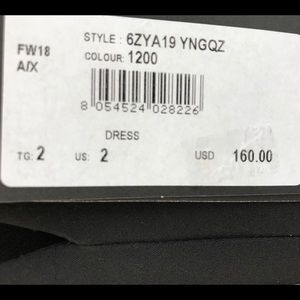 STYLE : 6ZYA19 YNGQZ
FW18 COLOUR: 1200
A/X
8 054524 028226
DRESS
TG: 2 US: 2 USD 160.00